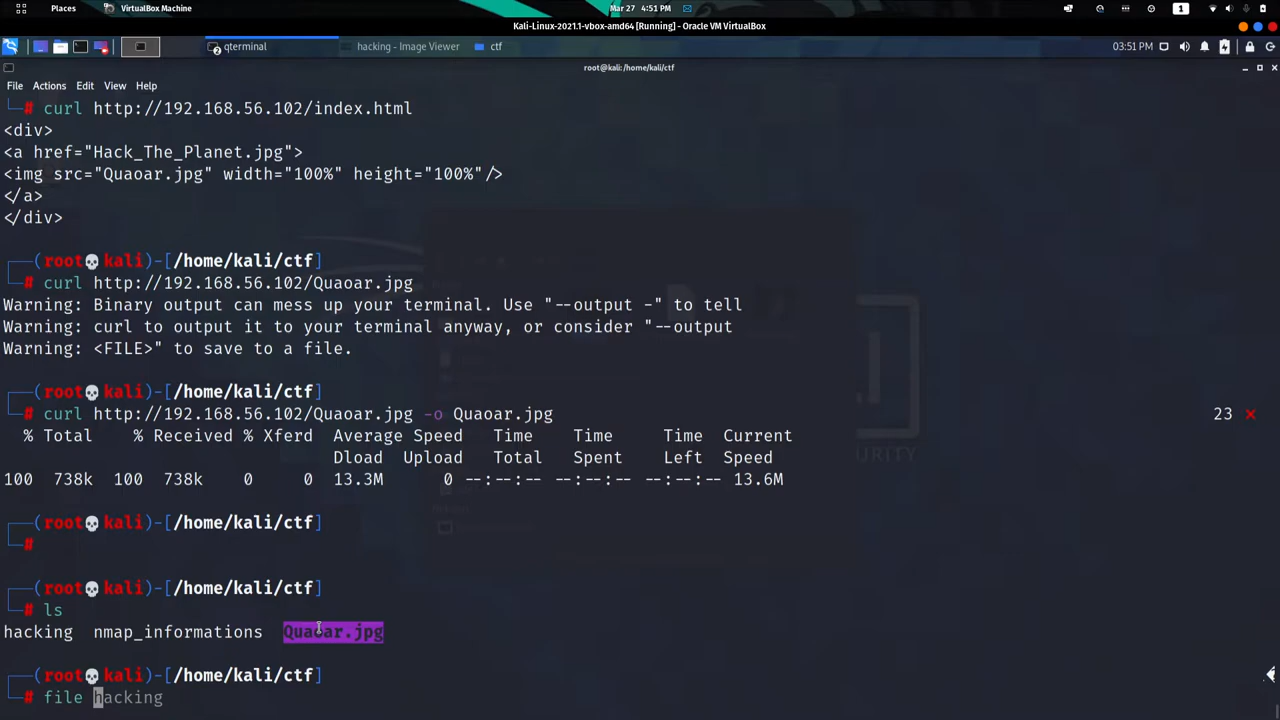 Places VirtualBox Machine Mar 27 4:51 PM 1
Kali-Linux-2021.1-vbox-amd64 [Running] - Oracle VM VirtualBox
qterminal hacking - Image Viewer ctf 03:51 PM
root@kali: /home/kali/ctf
File Actions Edit View Help
└─# curl http://192.168.56.102/index.html
<div>
<a href="Hack_The_Planet.jpg">
<img src="Quaoar.jpg" width="100%" height="100%"/>
</a>
</div>
┌──(root💀kali)-[/home/kali/ctf]
└─# curl http://192.168.56.102/Quaoar.jpg
Warning: Binary output can mess up your terminal. Use "--output -" to tell
Warning: curl to output it to your terminal anyway, or consider "--output
Warning: <FILE>" to save to a file.
┌──(root💀kali)-[/home/kali/ctf]
└─# curl http://192.168.56.102/Quaoar.jpg -o Quaoar.jpg 23
% Total % Received % Xferd Average Speed Time Time Time Current
Dload Upload Total Spent Left Speed
100 738k 100 738k 0 0 13.3M 0 --:--:-- --:--:-- --:--:-- 13.6M
┌──(root💀kali)-[/home/kali/ctf]
└─#
┌──(root💀kali)-[/home/kali/ctf]
└─# ls
hacking nmap_informations Quaoar.jpg
┌──(root💀kali)-[/home/kali/ctf]
└─# file hacking